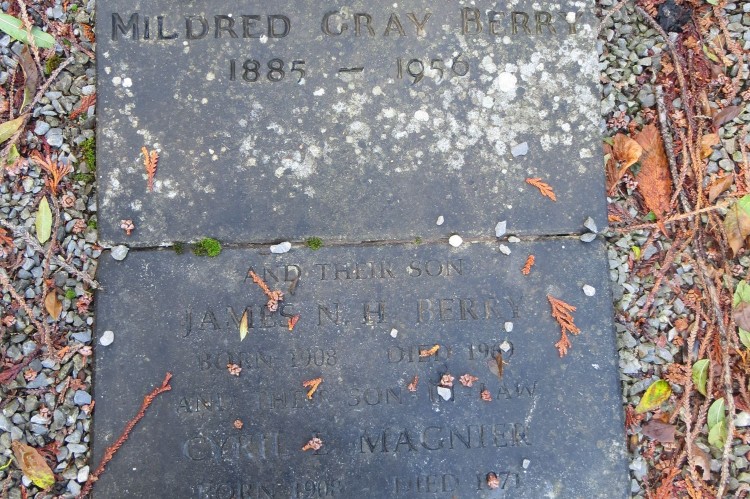 MILDRED GRAY BERRY
1885 — 1956
AND THEIR SON
JAMES N. H. BERRY
BORN 1908 DIED
AND THEIR SON IN LAW
CYRIL MAGNIER
BORN DIED 1971